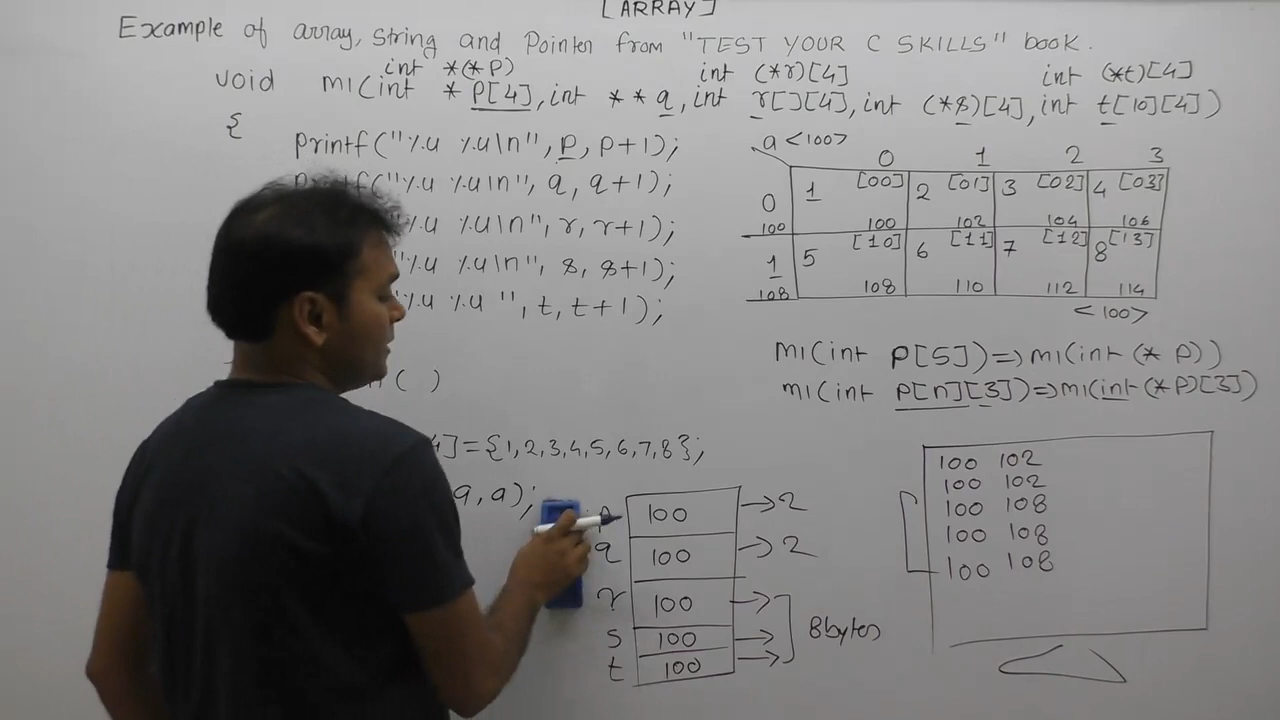 [ARRAY]
Example of array, String and Pointer from "TEST YOUR C SKILLS" book.
int *(*P) int (*r)[4] int (*t)[4]
void m1(int * P[4], int * * q, int r[][4], int (*s)[4], int t[10][4])
{
printf("%u %u\n", P, P+1);
printf("%u %u\n", q, q+1);
%u %u\n", r, r+1);
%u %u\n", s, s+1);
"%u %u ", t, t+1);
( )
4]={1,2,3,4,5,6,7,8};
a, a);
a <100>
0 1 2 3
0 1 [00] 2 [01] 3 [02] 4 [03]
100 100 102 104 106
1 5 [10] 6 [11] 7 [12] 8 [13]
108 108 110 112 114
<100>
m1(int P[5])=>m1(int (* P))
m1(int P[n][3])=>m1(int (*P)[3])
P 100 →2
q 100 →2
r 100 →
s 100 →
t 100 →
8bytes
100 102
100 102
100 108
100 108
100 108